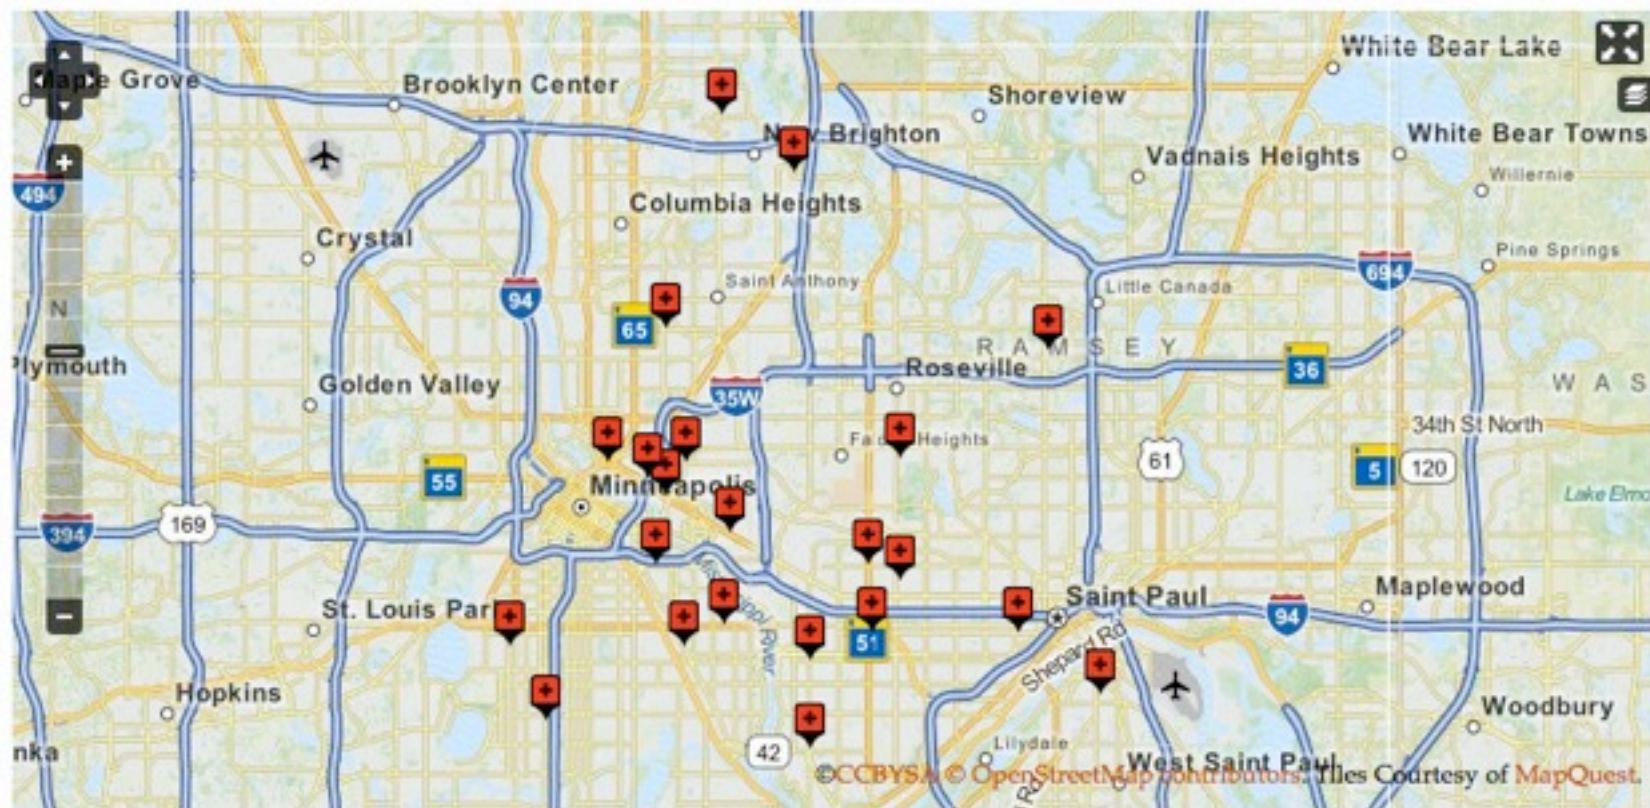 White Bear Lake
Maple Grove
Brooklyn Center
Shoreview
New Brighton
White Bear Towns
Vadnais Heights
Willernie
494
Columbia Heights
Crystal
Pine Springs
694
Saint Anthony
Little Canada
94
I N
65
R A M S E Y
Plymouth
Roseville
36
Golden Valley
W A S
35W
34th St North
Heights
61
5
120
55
Minneapolis
Lake Elmo
169
394
Mississippi River
Maplewood
Saint Paul
St. Louis Par
94
51
Shepard Rd
Hopkins
Woodbury
nka
42
Lilydale
West Saint Paul
Rd
©CCBYSA © OpenStreetMap contributors. Tiles Courtesy of MapQuest.